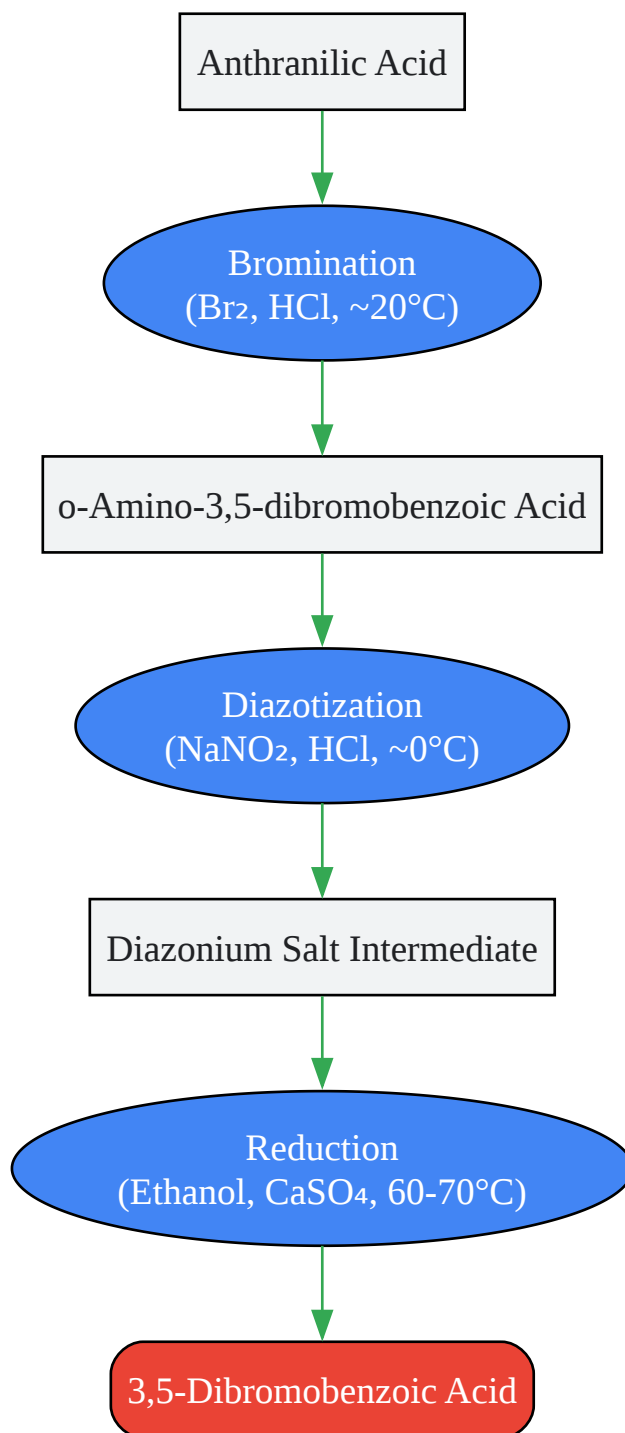 Anthranilic Acid
Bromination
(Br₂, HCl, ~20°C)
o-Amino-3,5-dibromobenzoic Acid
Diazotization
(NaNO₂, HCl, ~0°C)
Diazonium Salt Intermediate
Reduction
(Ethanol, CaSO₄, 60-70°C)
3,5-Dibromobenzoic Acid